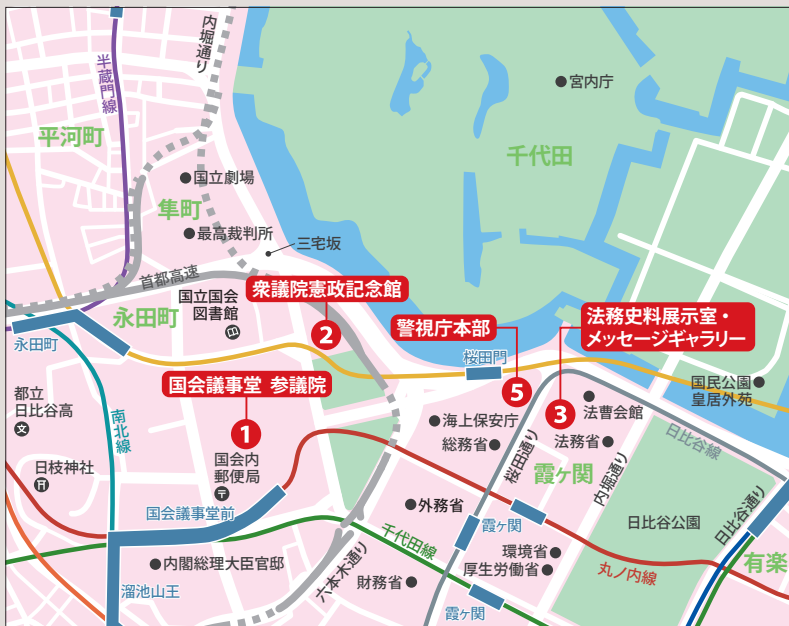 内堀通り
半蔵門線
宮内庁
平河町
千代田
国立劇場
隼町
最高裁判所
三宅坂
首都高速
衆議院憲政記念館
国立国会
図書館
永田町
2
警視庁本部
法務史料展示室・
メッセージギャラリー
永田町
桜田門
5
国民公園
皇居外苑
国会議事堂 参議院
都立
日比谷高
文
南北線
1
3
法曹会館
海上保安庁
総務省
桜田通り
法務省
日比谷線
国会内
郵便局
〒
日枝神社
霞ヶ関
内堀通り
外務省
国会議事堂前
千代田線
霞ヶ関
日比谷公園
日比谷通り
内閣総理大臣官邸
六本木通り
環境省
厚生労働省
丸ノ内線
有楽
溜池山王
財務省
霞ヶ関